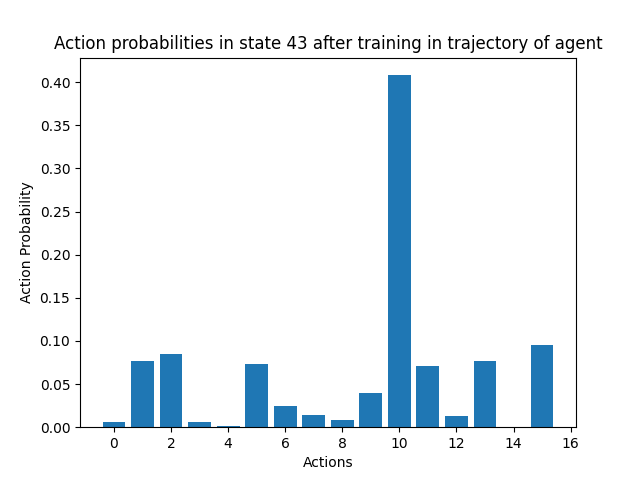 Action probabilities in state 43 after training in trajectory of agent
0.40
0.35
0.30
0.25
0.20
0.15
0.10
0.05
0.00
Action Probability
0 2 4 6 8 10 12 14 16
Actions